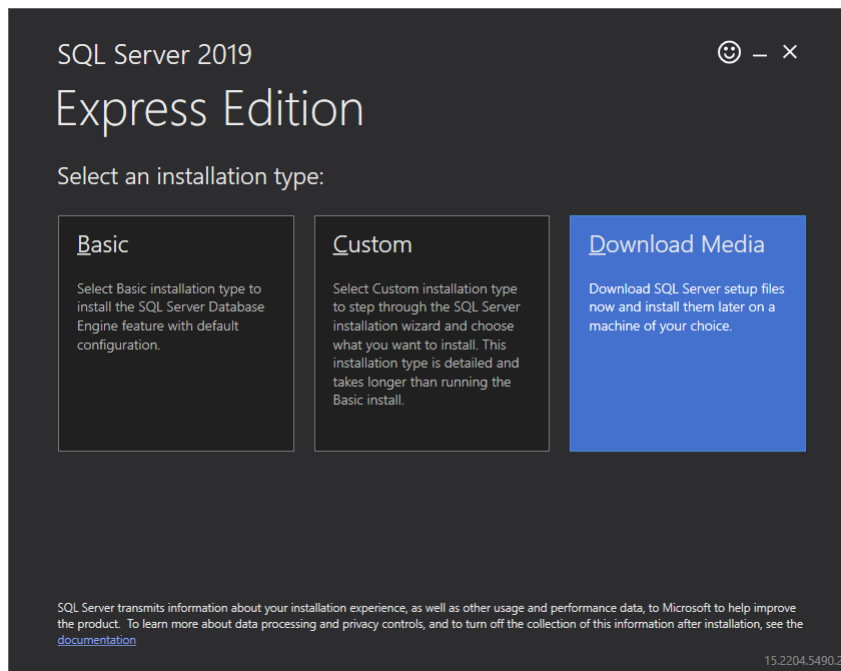 SQL Server 2019
Express Edition
Select an installation type:
Basic
Select Basic installation type to
install the SQL Server Database
Engine feature with default
configuration.
Custom
Select Custom installation type
to step through the SQL Server
installation wizard and choose
what you want to install. This
installation type is detailed and
takes longer than running the
Basic install.
Download Media
Download SQL Server setup files
now and install them later on a
machine of your choice.
SQL Server transmits information about your installation experience, as well as other usage and performance data, to Microsoft to help improve
the product. To learn more about data processing and privacy controls, and to turn off the collection of this information after installation, see the
documentation
15.2204.5490.2